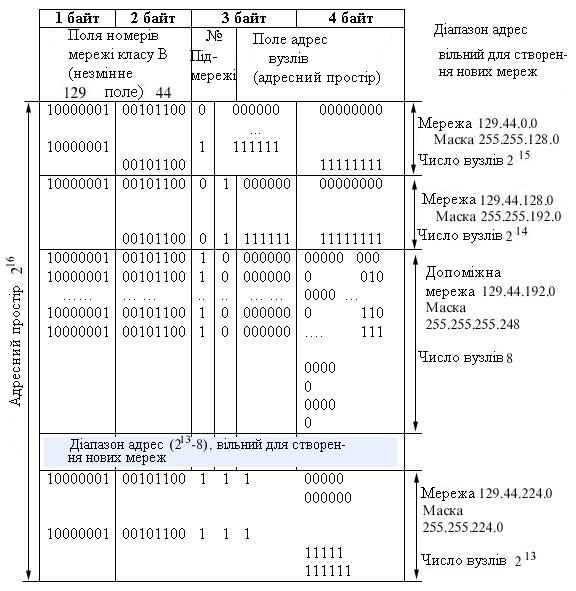 1 байт 2 байт 3 байт 4 байт
Поля номерів
мережі класу В
(незмінне
поле)
129 44
№
Під-
мережі
Поле адрес
вузлів
(адресний простір)
Діапазон адрес
вільний для створен-
ня нових мереж
Адресний простір 2^16
10000001 00101100 0 000000 00000000
...
10000001 1 111111
00101100 11111111
Мережа 129.44.0.0
Маска 255.255.128.0
Число вузлів 2^15
10000001 00101100 0 1 000000 00000000
00101100 0 1 111111 11111111
Мережа 129.44.128.0
Маска 255.255.192.0
Число вузлів 2^14
10000001 00101100 1 0 000000 00000 000
10000001 00101100 1 0 000000 0 010
...... ... ... .. .. ... ... 0000 ...
10000001 00101100 1 0 000000 0 110
10000001 00101100 1 0 000000 .... 111
0000
0
0000
0
Допоміжна
мережа 129.44.192.0
Маска
255.255.255.248
Число вузлів 8
Діапазон адрес (2^13-8), вільний для створен-
ня нових мереж
10000001 00101100 1 1 1 00000
000000
10000001 00101100 1 1 1
11111
111111
Мережа 129.44.224.0
Маска
255.255.224.0
Число вузлів 2^13